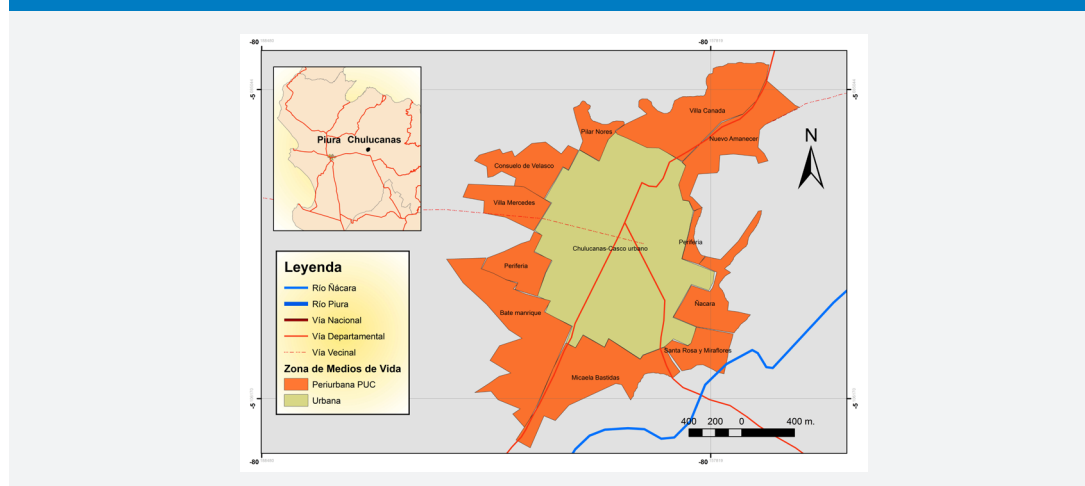 -80
-80
-5
-5
Piura Chulucanas
Villa Canada
Pilar Nores
Nuevo Amanecer
N
Consuelo de Velasco
Villa Mercedes
Chulucanas-Casco urbano
Periferia
Periferia
Leyenda
Río Ñácara
Río Piura
Vía Nacional
Vía Departamental
Vía Vecinal
Zona de Medios de Vida
Periurbana PUC
Urbana
Bate manrique
Ñacara
Santa Rosa y Miraflores
Micaela Bastidas
400 200 0 400 m.
-5
-5
-80
-80